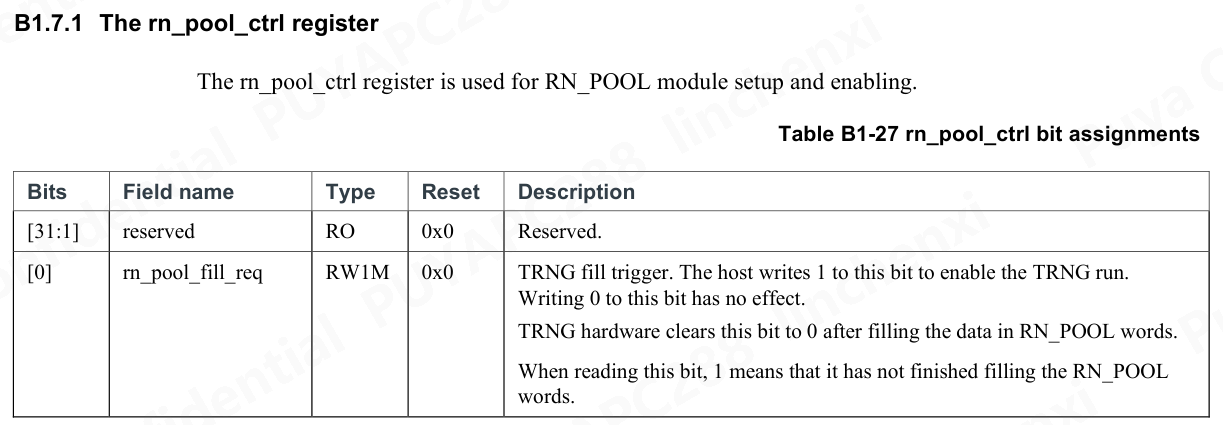 B1.7.1 The rn_pool_ctrl register
The rn_pool_ctrl register is used for RN_POOL module setup and enabling.
Table B1-27 rn_pool_ctrl bit assignments
Bits Field name Type Reset Description
[31:1] reserved RO 0x0 Reserved.
[0] rn_pool_fill_req RW1M 0x0 TRNG fill trigger. The host writes 1 to this bit to enable the TRNG run.
Writing 0 to this bit has no effect.
TRNG hardware clears this bit to 0 after filling the data in RN_POOL words.
When reading this bit, 1 means that it has not finished filling the RN_POOL
words.